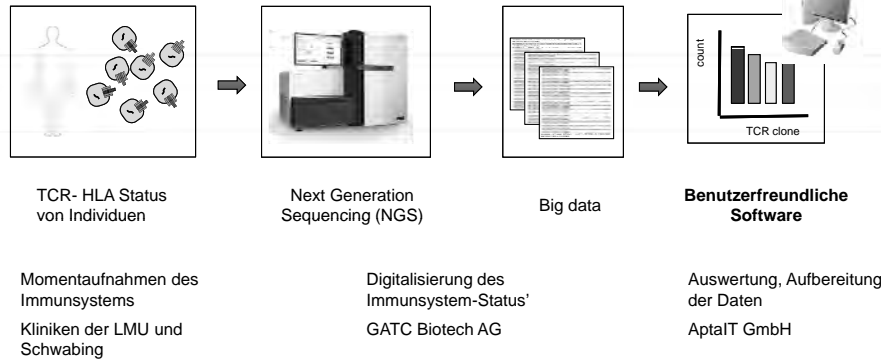 count
TCR clone
TCR- HLA Status
von Individuen
Next Generation
Sequencing (NGS)
Big data
Benutzerfreundliche
Software
Momentaufnahmen des
Immunsystems
Kliniken der LMU und
Schwabing
Digitalisierung des
Immunsystem-Status’
GATC Biotech AG
Auswertung, Aufbereitung
der Daten
AptaIT GmbH